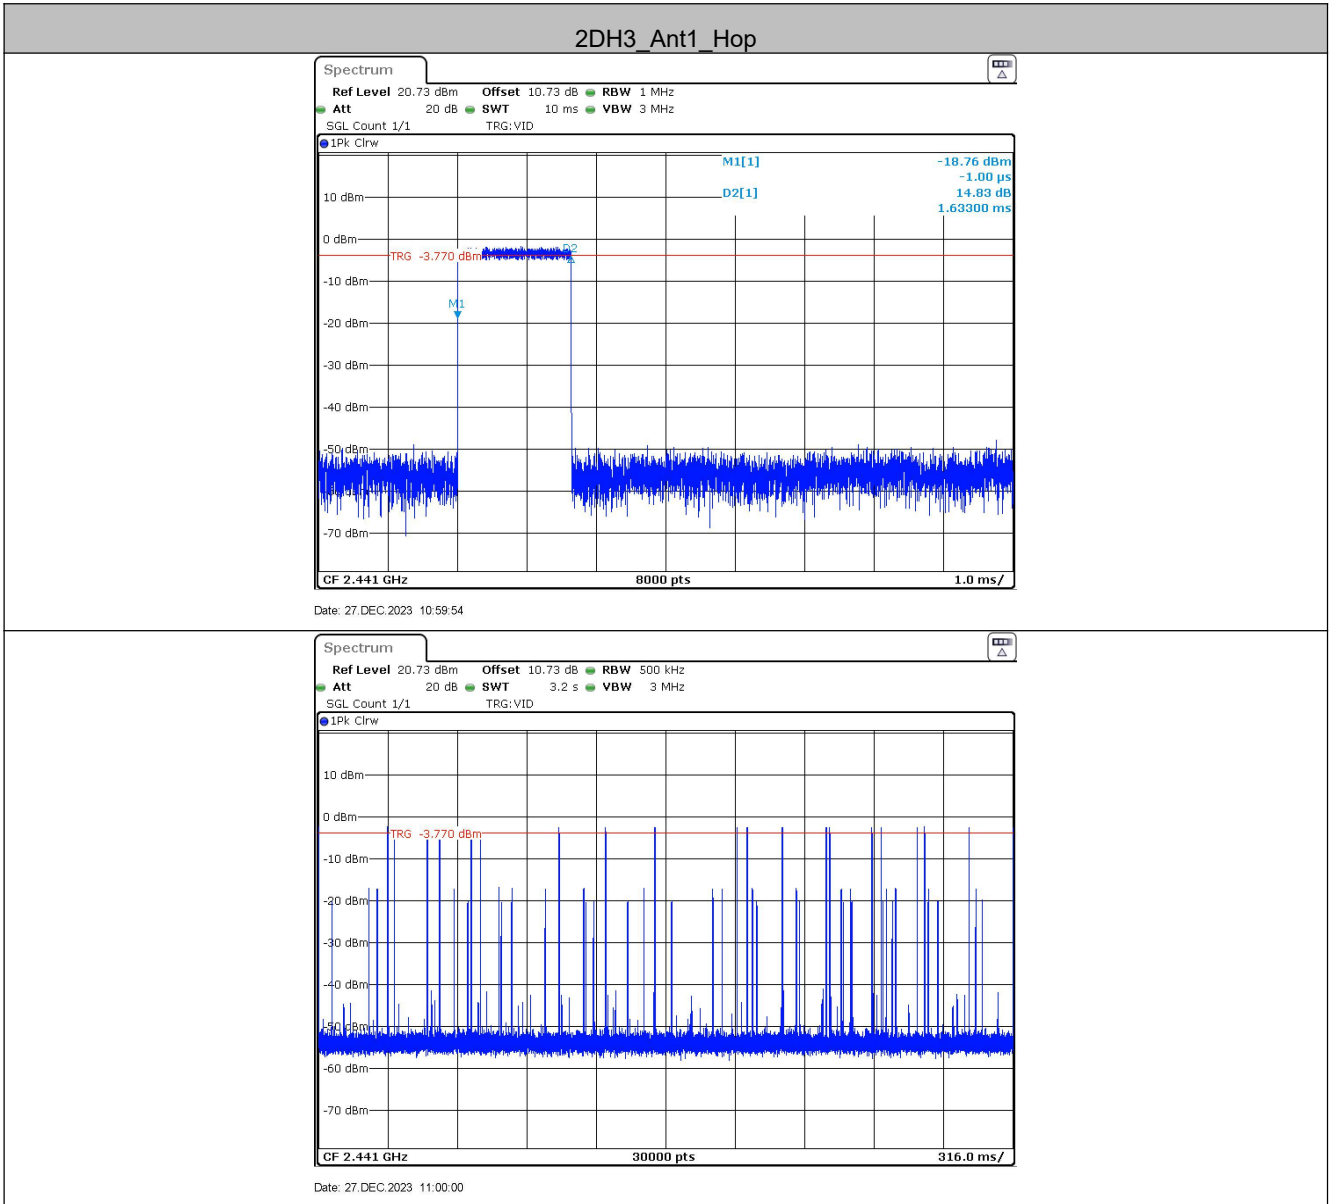 2DH3_Ant1_Hop
Spectrum
Ref Level 20.73 dBm Offset 10.73 dB RBW 1 MHz
Att 20 dB SWT 10 ms VBW 3 MHz
SGL Count 1/1 TRG:VID
1Pk Clrw
M1[1] -18.76 dBm
-1.00 µs
D2[1] 14.83 dB
1.63300 ms
10 dBm
0 dBm
D2
TRG -3.770 dBm
-10 dBm
M1
-20 dBm
-30 dBm
-40 dBm
-50 dBm
-70 dBm
CF 2.441 GHz 8000 pts 1.0 ms/
Date: 27.DEC.2023 10:59:54
Spectrum
Ref Level 20.73 dBm Offset 10.73 dB RBW 500 kHz
Att 20 dB SWT 3.2 s VBW 3 MHz
SGL Count 1/1 TRG:VID
1Pk Clrw
10 dBm
0 dBm
TRG -3.770 dBm
-10 dBm
-20 dBm
-30 dBm
-40 dBm
-50 dBm
-60 dBm
-70 dBm
CF 2.441 GHz 30000 pts 316.0 ms/
Date: 27.DEC.2023 11:00:00